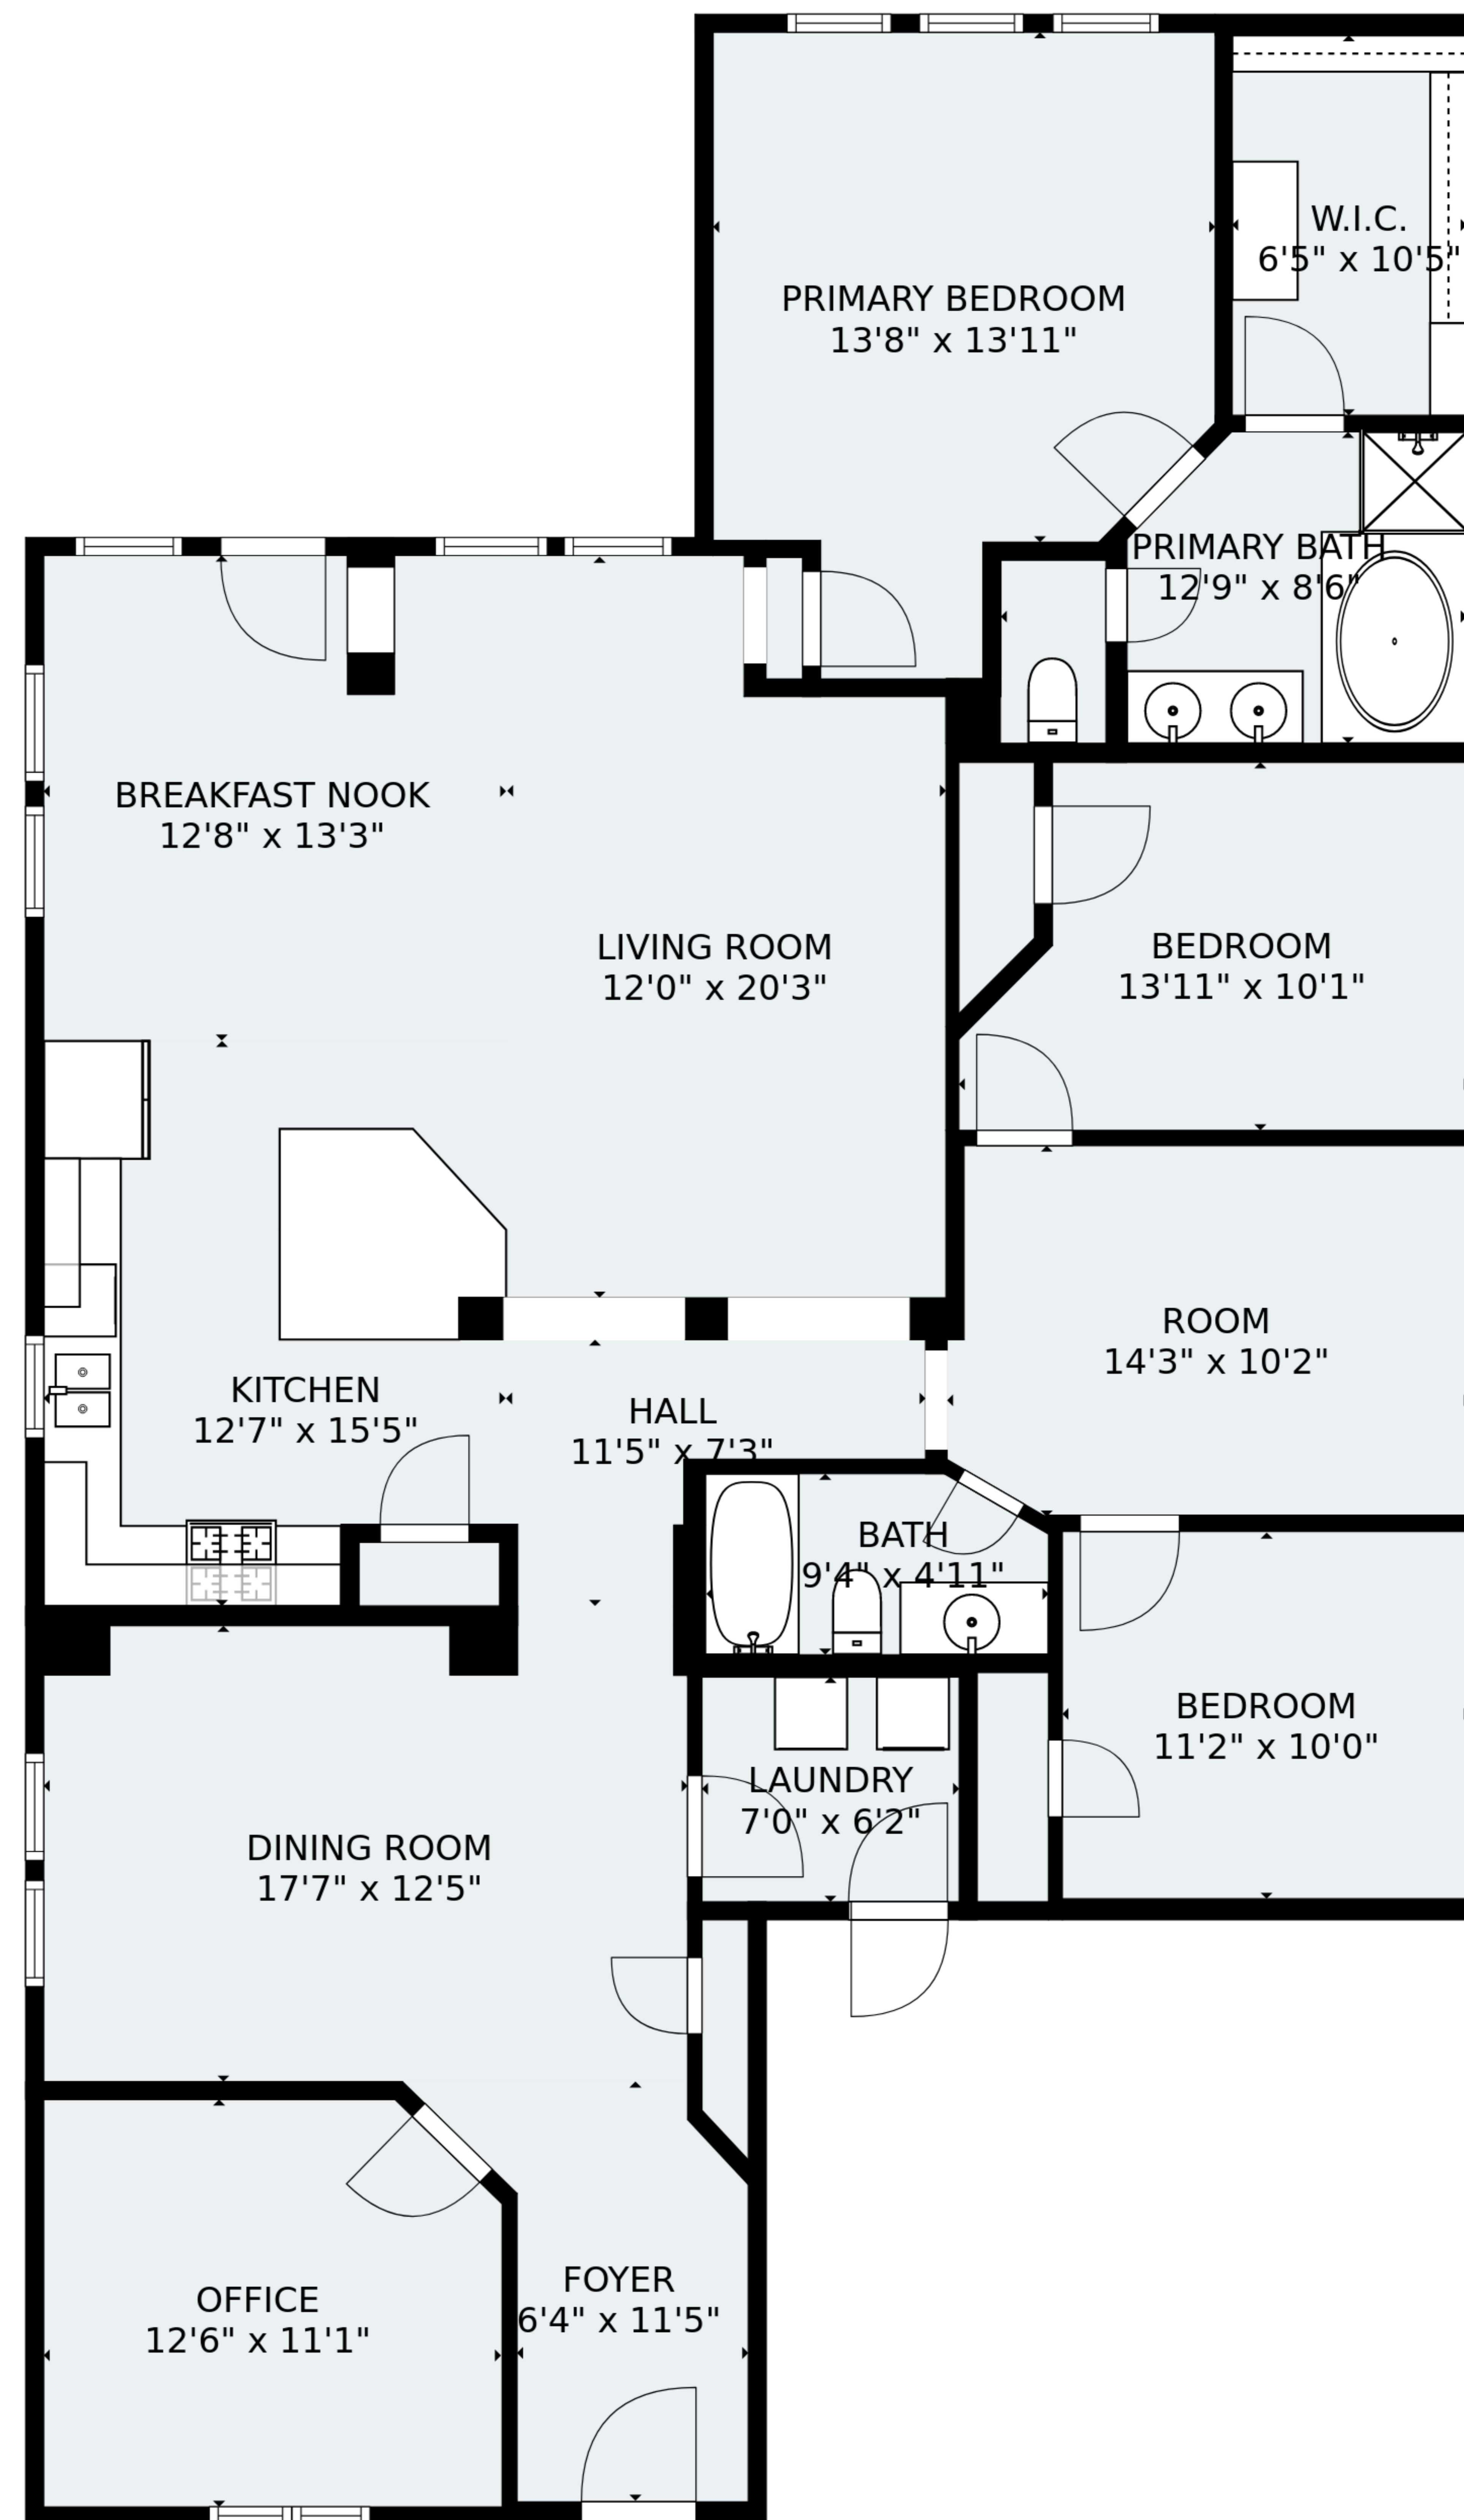 W.I.C.
6'5" x 10'5"
PRIMARY BEDROOM
13'8" x 13'11"
PRIMARY BATH
12'9" x 8'6"
BREAKFAST NOOK
12'8" x 13'3"
LIVING ROOM
12'0" x 20'3"
BEDROOM
13'11" x 10'1"
ROOM
14'3" x 10'2"
KITCHEN
12'7" x 15'5"
HALL
11'5" x 7'3"
BATH
9'4" x 4'11"
BEDROOM
11'2" x 10'0"
LAUNDRY
7'0" x 6'2"
DINING ROOM
17'7" x 12'5"
FOYER
6'4" x 11'5"
OFFICE
12'6" x 11'1"